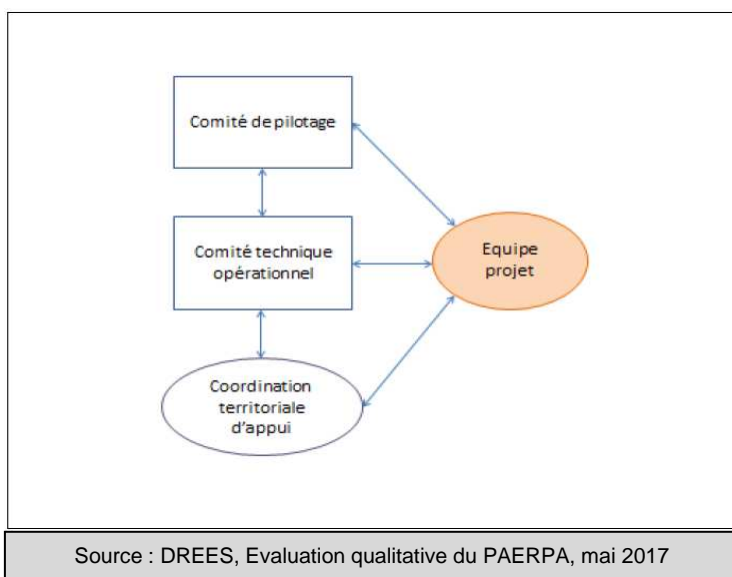 Comité de pilotage
Comité technique
opérationnel
Equipe
projet
Coordination
territoriale
d'appui
Source : DREES, Evaluation qualitative du PAERPA, mai 2017